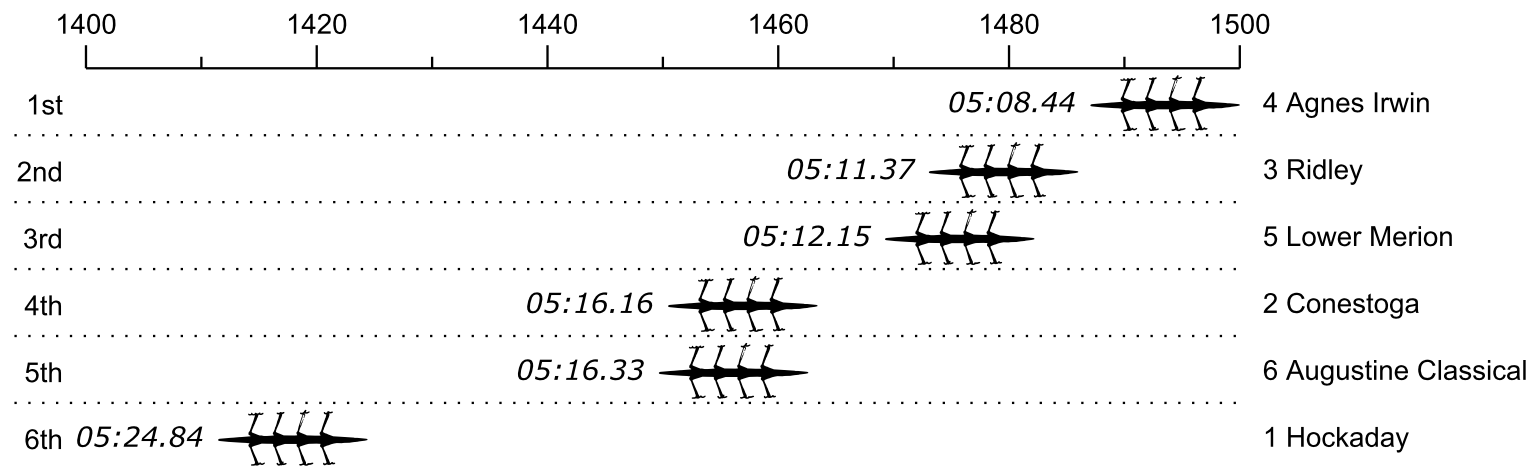 1400 1420 1440 1460 1480 1500
1st 05:08.44 4 Agnes Irwin
2nd 05:11.37 3 Ridley
3rd 05:12.15 5 Lower Merion
4th 05:16.16 2 Conestoga
5th 05:16.33 6 Augustine Classical
6th 05:24.84 1 Hockaday